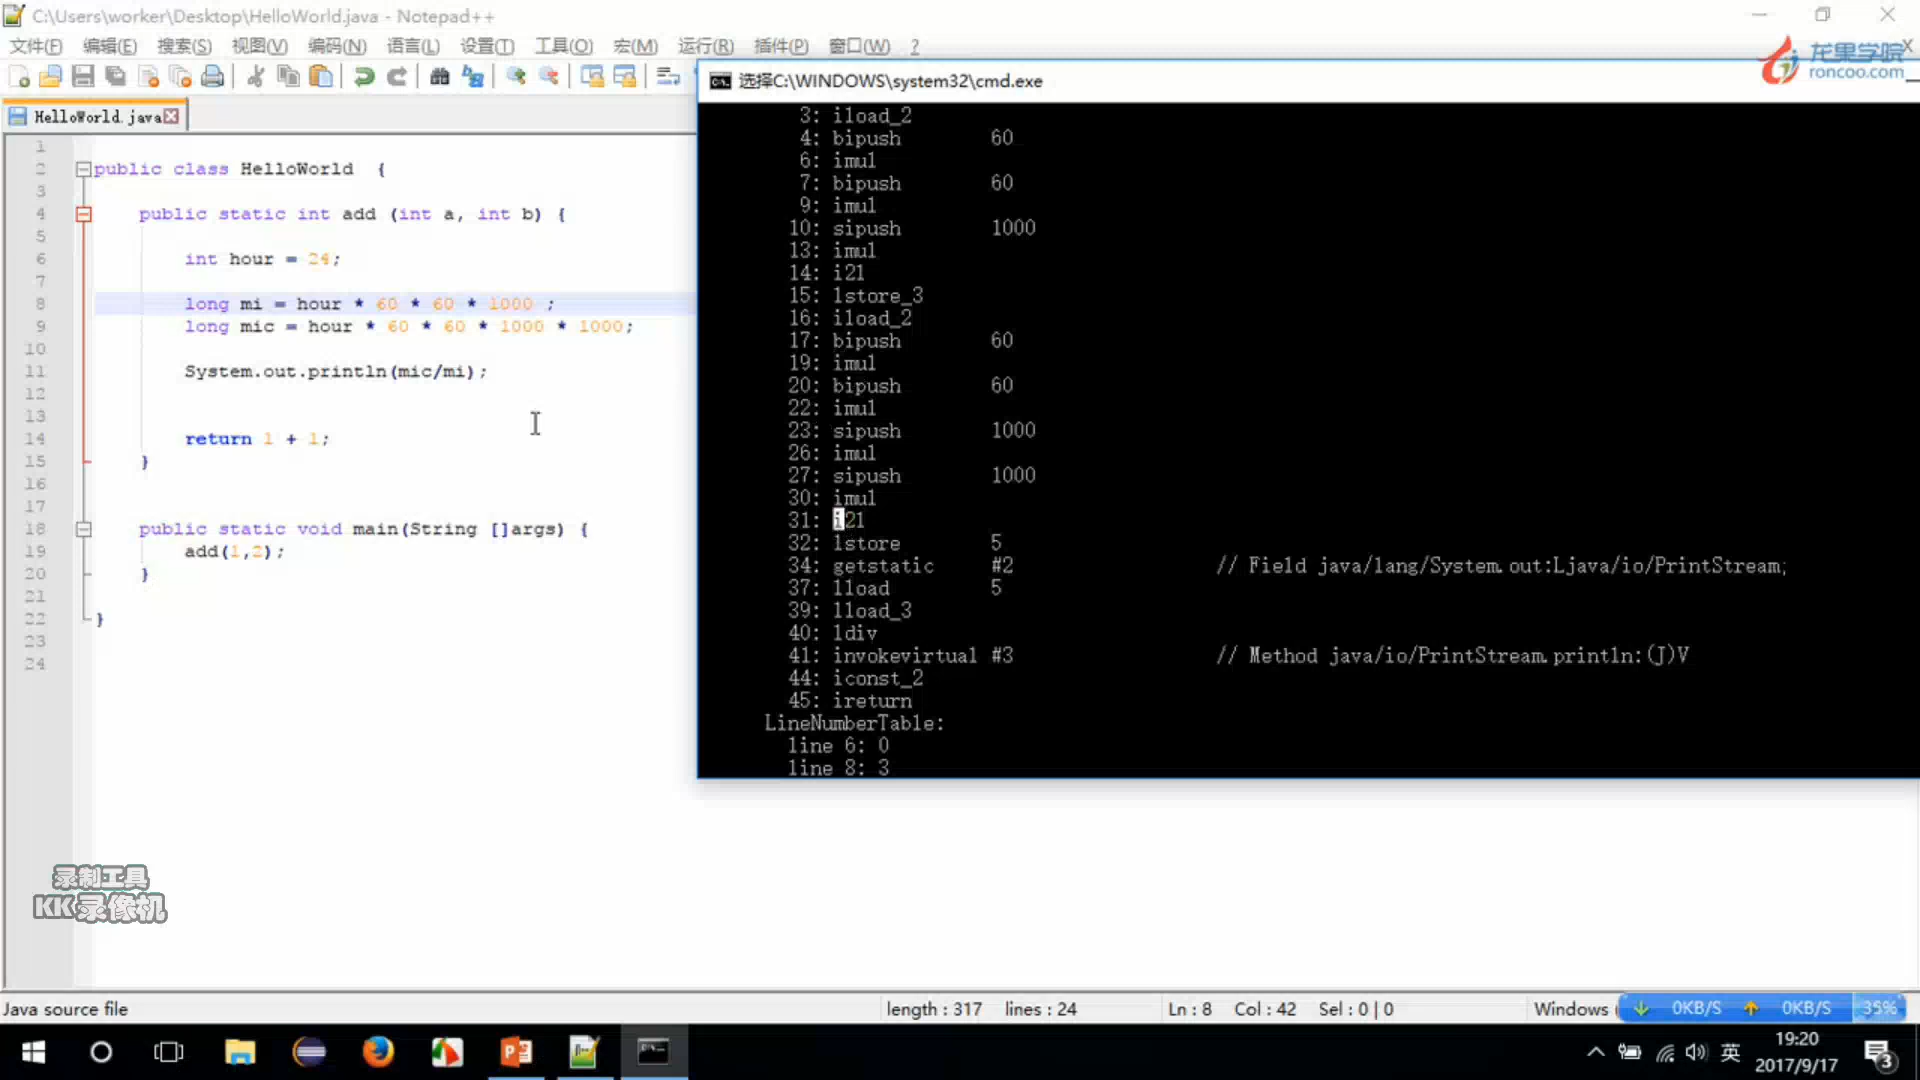 C:\Users\worker\Desktop\HelloWorld.java - Notepad++
文件(F) 编辑(E) 搜索(S) 视图(V) 编码(N) 语言(L) 设置(T) 工具(O) 宏(M) 运行(R) 插件(P) 窗口(W) ?
龙果学院
roncoo.com
HelloWorld.java
1
2 public class HelloWorld {
3
4 public static int add (int a, int b) {
5
6 int hour = 24;
7
8 long mi = hour * 60 * 60 * 1000 ;
9 long mic = hour * 60 * 60 * 1000 * 1000;
10
11 System.out.println(mic/mi);
12
13
14 return 1 + 1;
15 }
16
17
18 public static void main(String []args) {
19 add(1,2);
20 }
21
22 }
23
24
选择C:\WINDOWS\system32\cmd.exe
3: iload_2
4: bipush 60
6: imul
7: bipush 60
9: imul
10: sipush 1000
13: imul
14: i2l
15: lstore_3
16: iload_2
17: bipush 60
19: imul
20: bipush 60
22: imul
23: sipush 1000
26: imul
27: sipush 1000
30: imul
31: i2l
32: lstore 5
34: getstatic #2 // Field java/lang/System.out:Ljava/io/PrintStream;
37: lload 5
39: lload_3
40: ldiv
41: invokevirtual #3 // Method java/io/PrintStream.println:(J)V
44: iconst_2
45: ireturn
LineNumberTable:
line 6: 0
line 8: 3
录制工具
KK录像机
Java source file length : 317 lines : 24 Ln : 8 Col : 42 Sel : 0 | 0 Windows ( 0KB/S 0KB/S 35%
英
19:20
2017/9/17
3